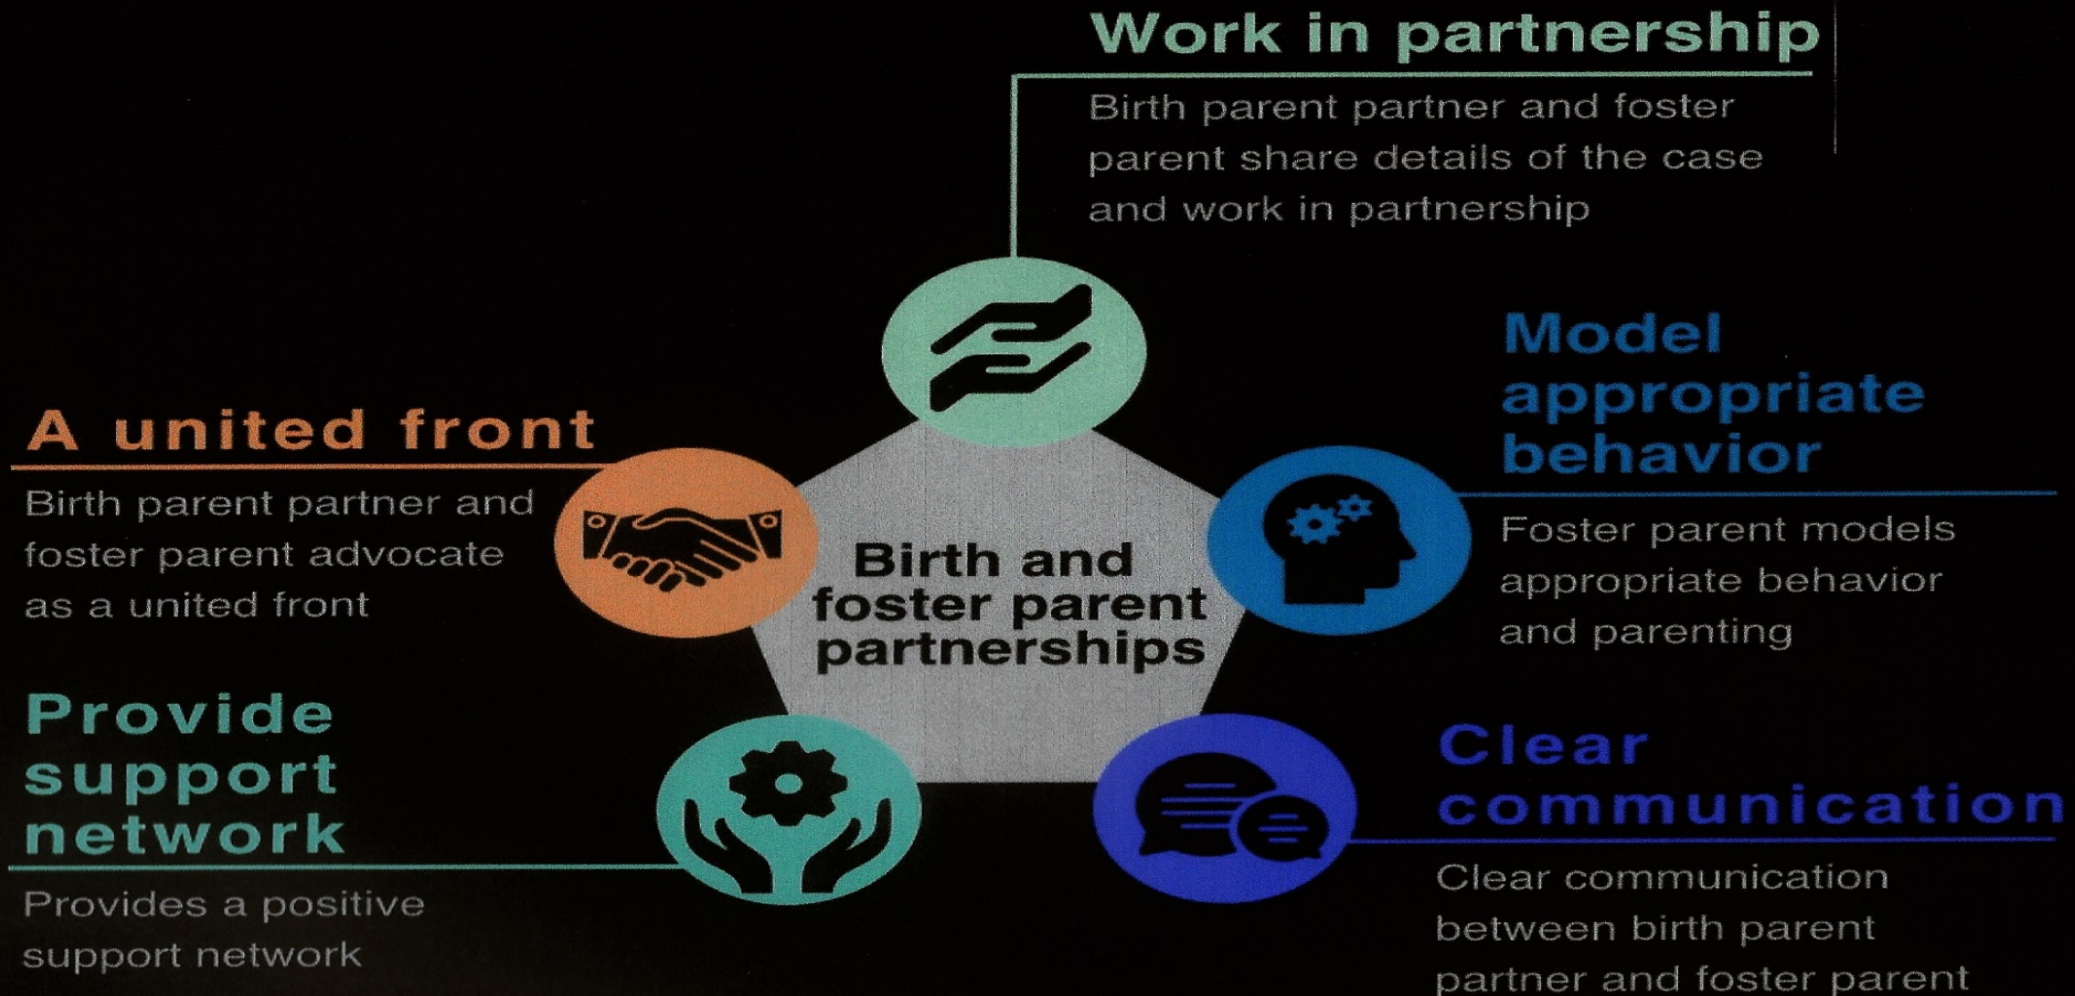 Work in partnership
Birth parent partner and foster
parent share details of the case
and work in partnership
Model
appropriate
behavior
Foster parent models
appropriate behavior
and parenting
A united front
Birth parent partner and
foster parent advocate
as a united front
Birth and
foster parent
partnerships
Provide
support
network
Provides a positive
support network
Clear
communication
Clear communication
between birth parent
partner and foster parent